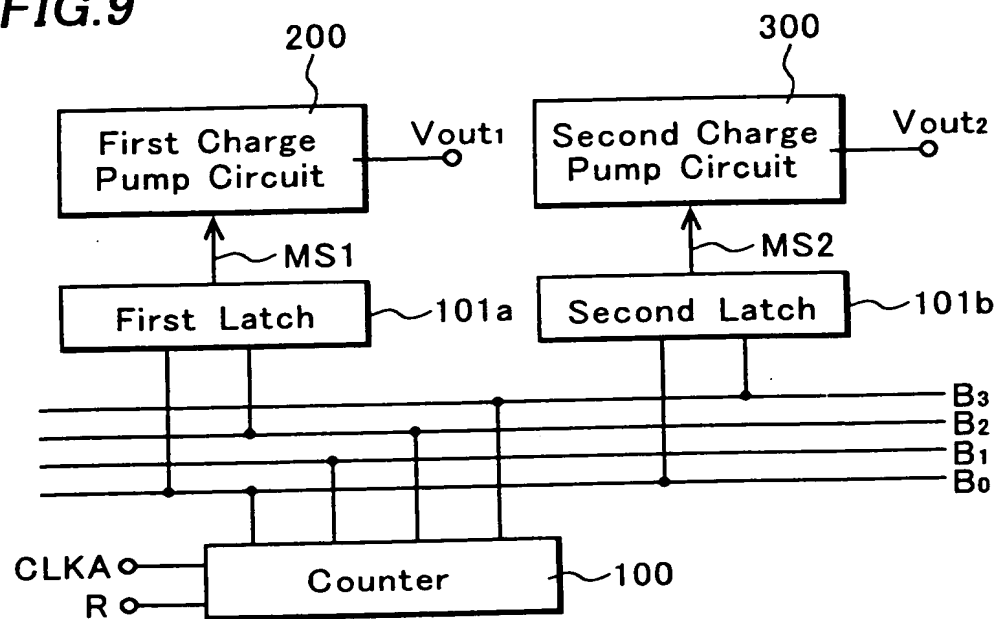 FIG.9
200
300
First Charge
Pump Circuit
Vout1
Second Charge
Pump Circuit
Vout2
MS1
MS2
First Latch
101a
Second Latch
101b
B3
B2
B1
B0
CLKA
R
Counter
100